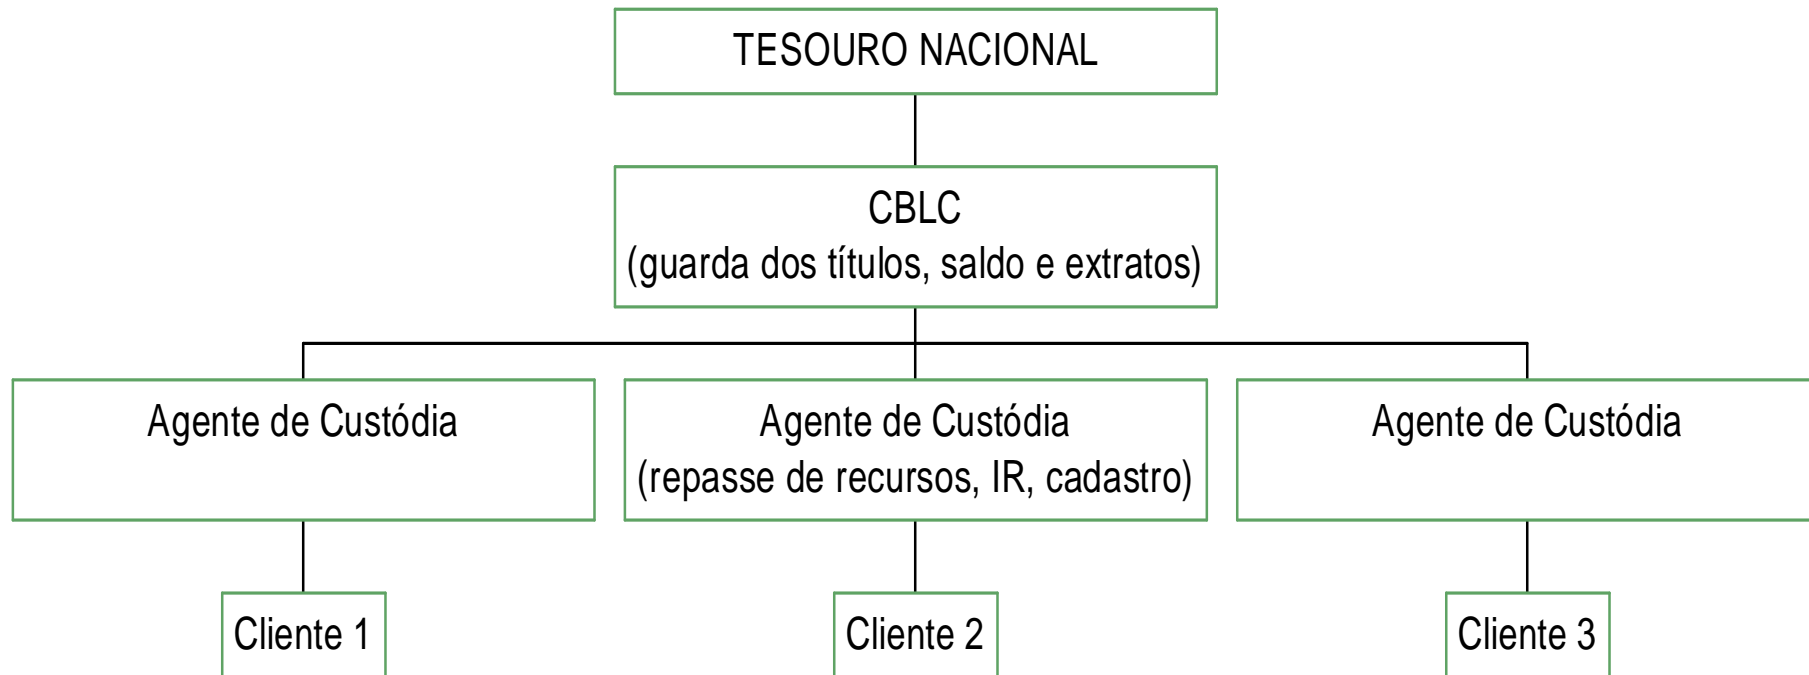 TESOURO NACIONAL
CBLC
(guarda dos títulos, saldo e extratos)
Agente de Custódia
Agente de Custódia
(repasse de recursos, IR, cadastro)
Agente de Custódia
Cliente 1
Cliente 2
Cliente 3